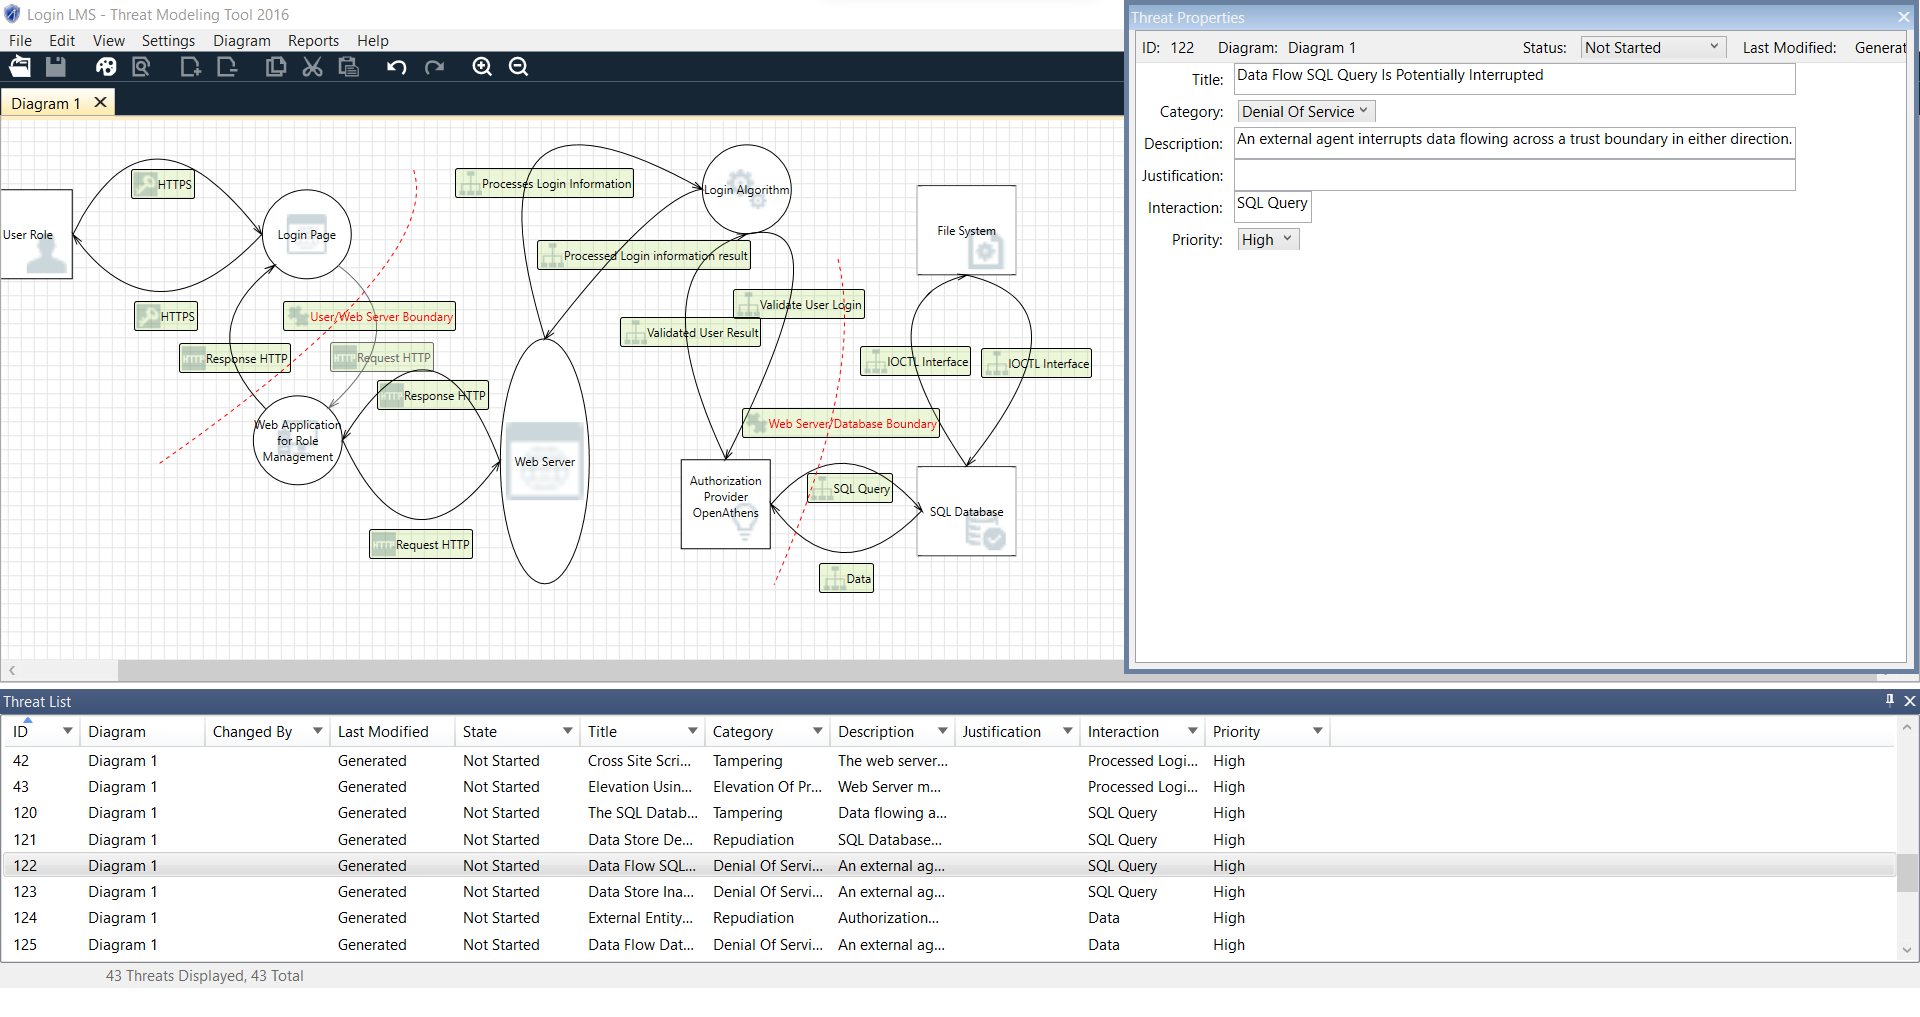 Login LMS - Threat Modeling Tool 2016
File Edit View Settings Diagram Reports Help
Diagram 1
HTTPS
User Role
Login Page
HTTPS
User/Web Server Boundary
Response HTTP
Request HTTP
Response HTTP
Web Application
for Role
Management
Request HTTP
Web Server
Processes Login Information
Login Algorithm
Processed Login information result
Validate User Login
Validated User Result
File System
IOCTL Interface
IOCTL Interface
Web Server/Database Boundary
Authorization
Provider
OpenAthens
SQL Query
SQL Database
Data
Threat Properties
ID: 122 Diagram: Diagram 1 Status: Not Started Last Modified: Generat
Title: Data Flow SQL Query Is Potentially Interrupted
Category: Denial Of Service
Description: An external agent interrupts data flowing across a trust boundary in either direction.
Justification:
Interaction: SQL Query
Priority: High
Threat List
ID Diagram Changed By Last Modified State Title Category Description Justification Interaction Priority
42 Diagram 1 Generated Not Started Cross Site Scri... Tampering The web server... Processed Logi... High
43 Diagram 1 Generated Not Started Elevation Usin... Elevation Of Pr... Web Server m... Processed Logi... High
120 Diagram 1 Generated Not Started The SQL Datab... Tampering Data flowing a... SQL Query High
121 Diagram 1 Generated Not Started Data Store De... Repudiation SQL Database... SQL Query High
122 Diagram 1 Generated Not Started Data Flow SQL... Denial Of Servi... An external ag... SQL Query High
123 Diagram 1 Generated Not Started Data Store Ina... Denial Of Servi... An external ag... SQL Query High
124 Diagram 1 Generated Not Started External Entity... Repudiation Authorization... Data High
125 Diagram 1 Generated Not Started Data Flow Dat... Denial Of Servi... An external ag... Data High
43 Threats Displayed, 43 Total